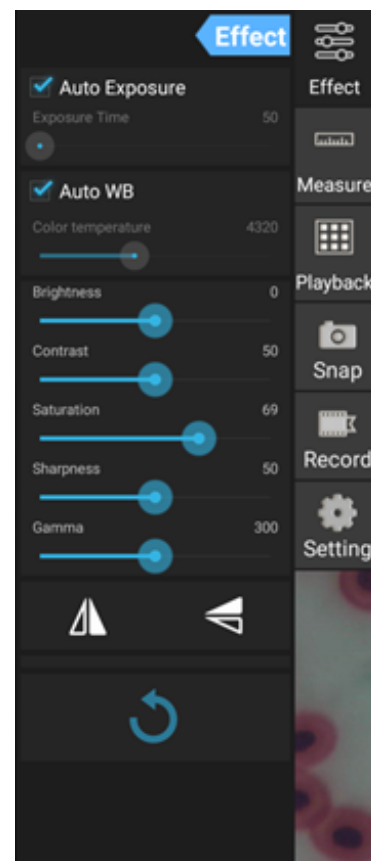 Effect
Auto Exposure
Exposure Time 50
Auto WB
Color temperature 4320
Brightness 0
Contrast 50
Saturation 69
Sharpness 50
Gamma 300
Effect
Measure
Playback
Snap
Record
Setting